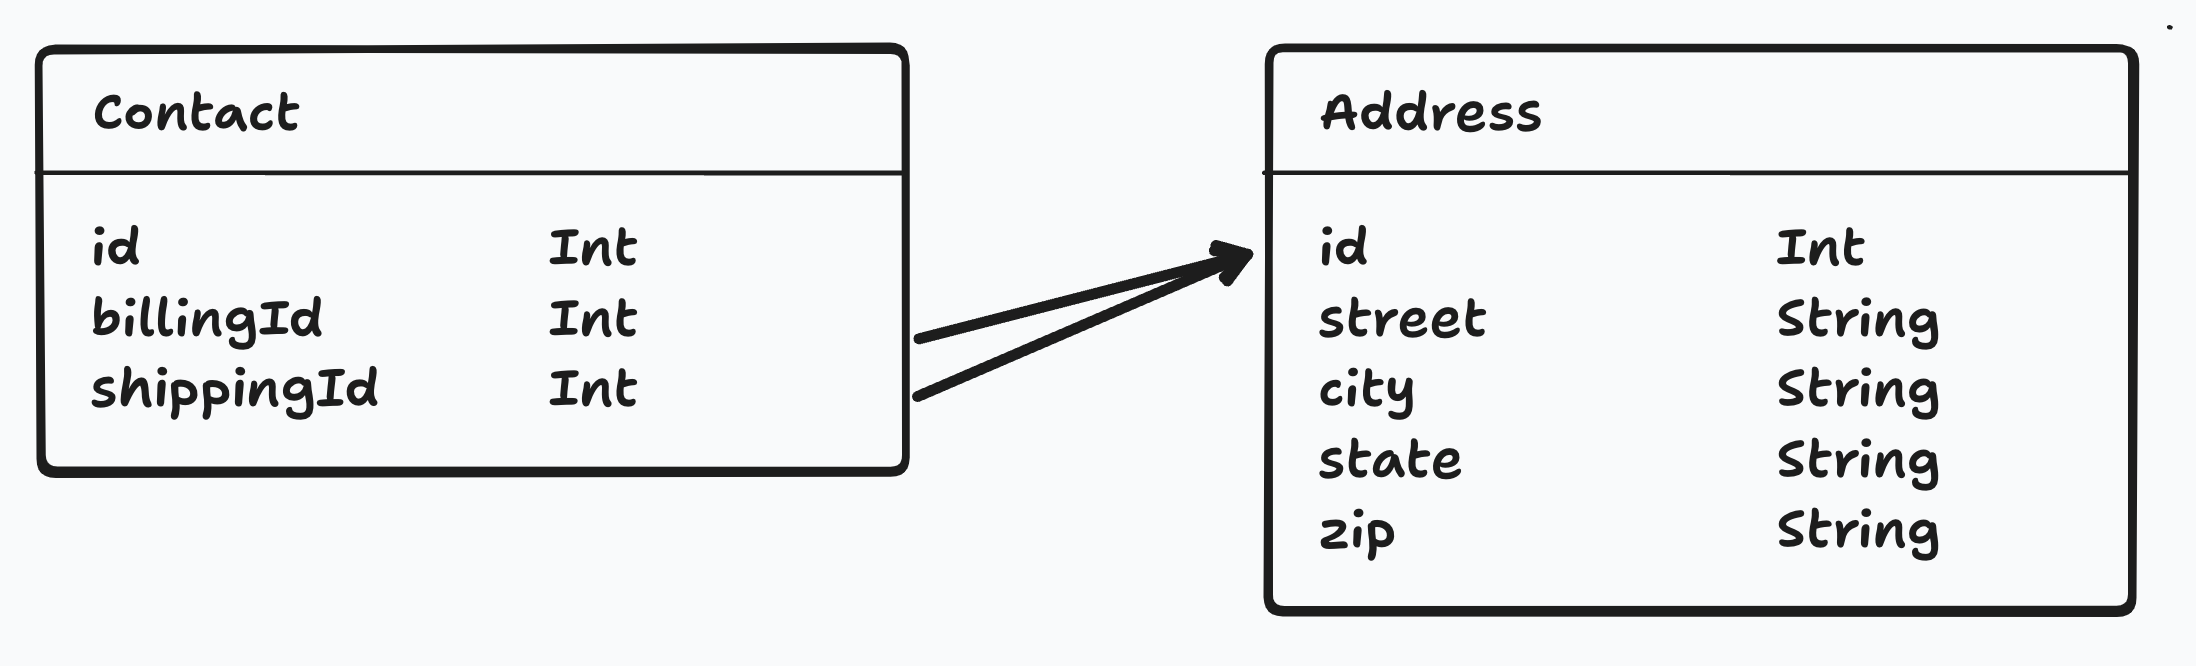 Contact
id Int
billingId Int
shippingId Int
Address
id Int
street String
city String
state String
zip String